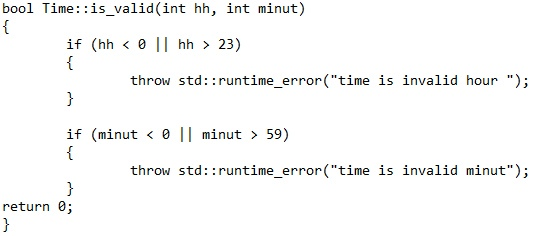 bool Time::is_valid(int hh, int minut)
{
        if (hh < 0 || hh > 23)
        {
                throw std::runtime_error("time is invalid hour ");
        }

        if (minut < 0 || minut > 59)
        {
                throw std::runtime_error("time is invalid minut");
        }
return 0;
}